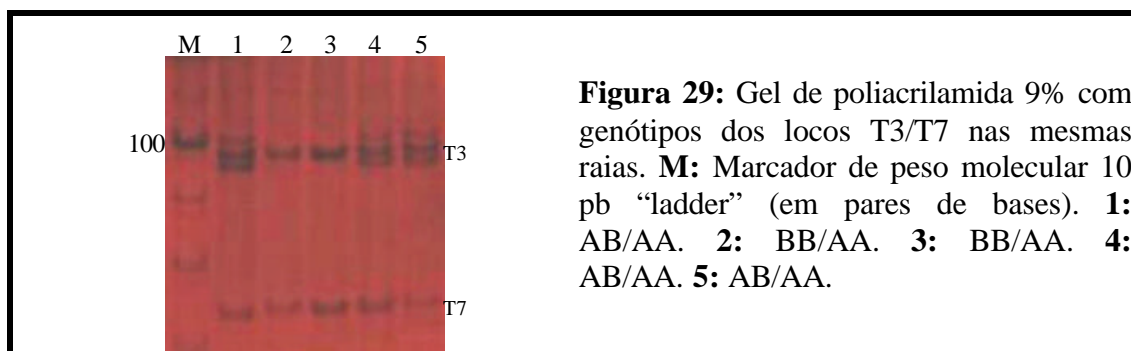 M 1 2 3 4 5
100
T3
T7
Figura 29: Gel de poliacrilamida 9% com
genótipos dos locos T3/T7 nas mesmas
raias. M: Marcador de peso molecular 10
pb “ladder” (em pares de bases). 1:
AB/AA. 2: BB/AA. 3: BB/AA. 4:
AB/AA. 5: AB/AA.